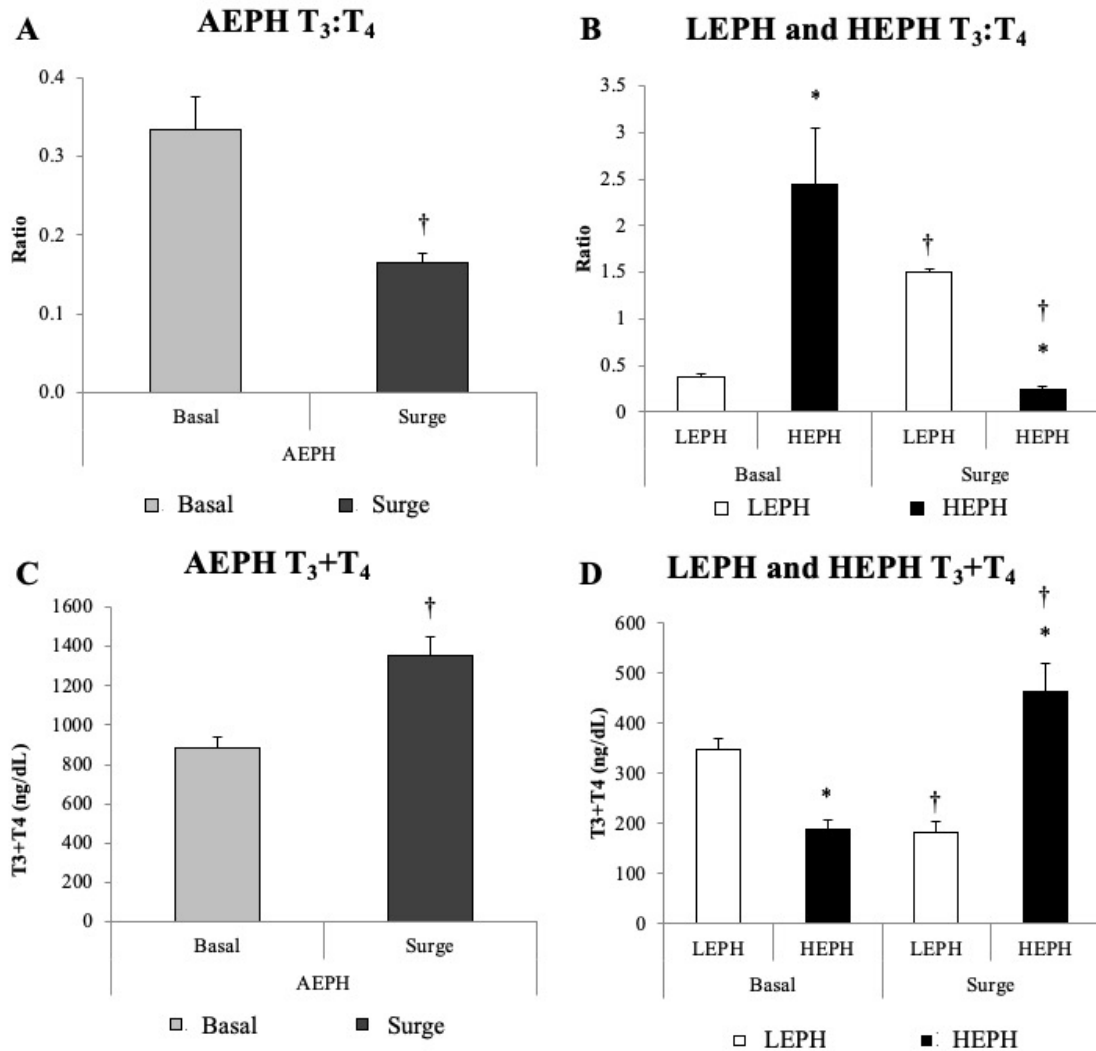 A
AEPH T₃:T₄
Ratio
0.4
0.3
0.2
0.1
0.0
†
Basal
Surge
AEPH
Basal
Surge
B
LEPH and HEPH T₃:T₄
Ratio
3.5
3
2.5
2
1.5
1
0.5
0
*
†
†
*
LEPH
HEPH
LEPH
HEPH
Basal
Surge
LEPH
HEPH
C
AEPH T₃+T₄
T3+T4 (ng/dL)
1600
1400
1200
1000
800
600
400
200
0
†
Basal
Surge
AEPH
Basal
Surge
D
LEPH and HEPH T₃+T₄
T3+T4 (ng/dL)
600
500
400
300
200
100
0
*
†
†
*
LEPH
HEPH
LEPH
HEPH
Basal
Surge
LEPH
HEPH